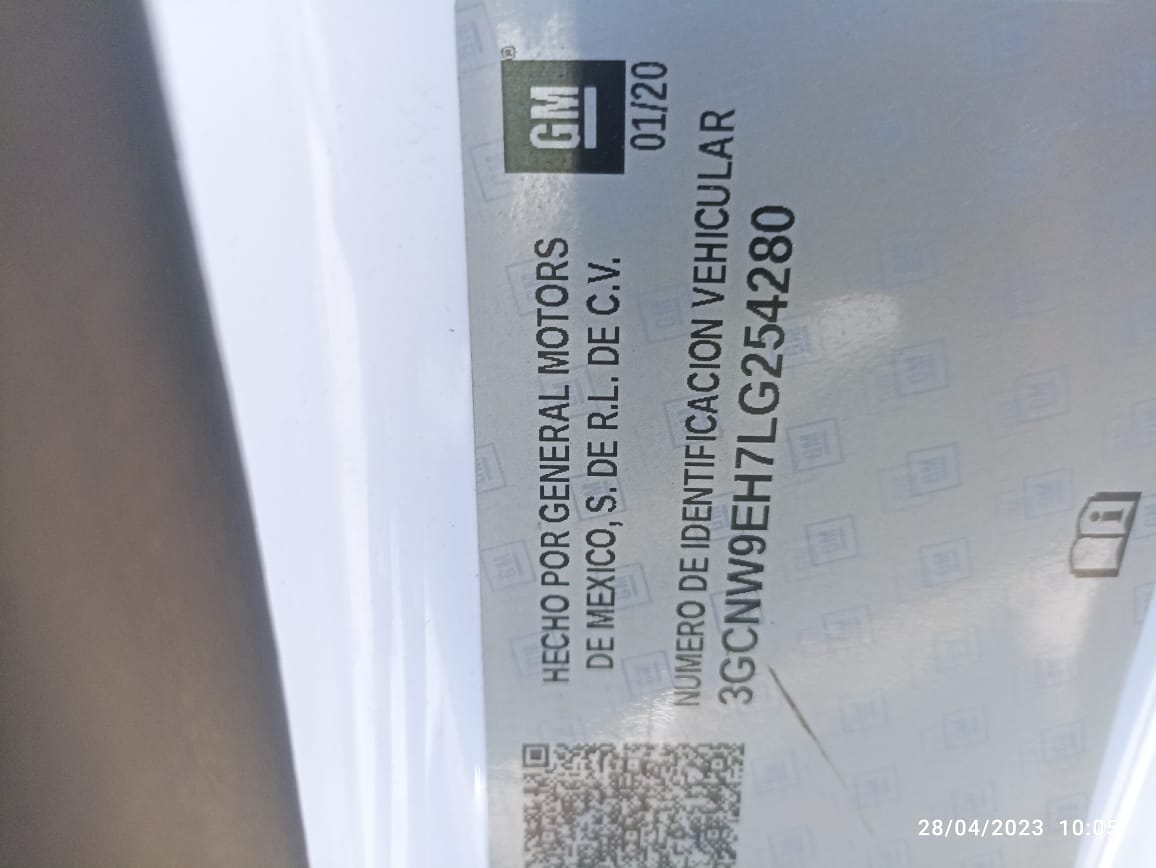 HECHO POR GENERAL MOTORS
DE MEXICO, S. DE R.L. DE C.V.
GM
®
01/20
NUMERO DE IDENTIFICACION VEHICULAR
3GCNW9EH7LG254280
28/04/2023 10:05